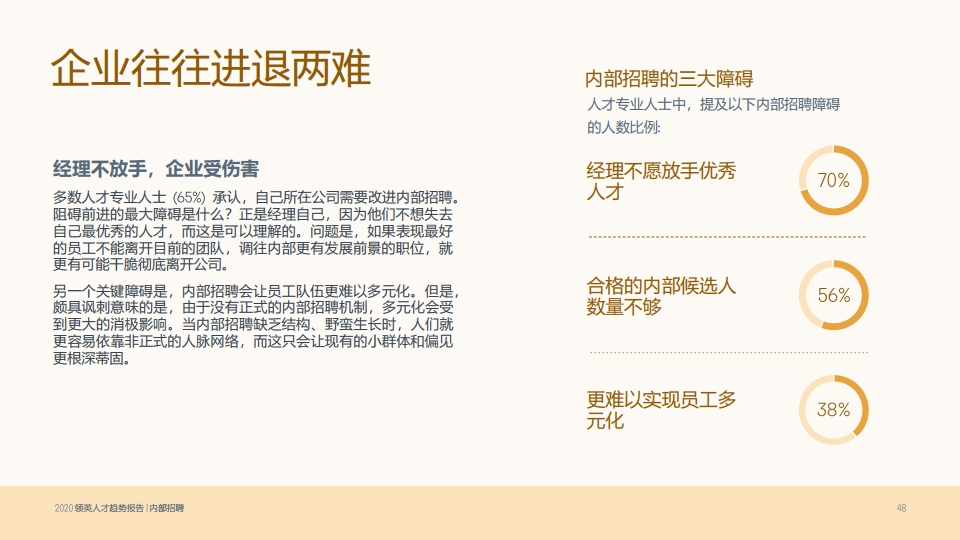 企业往往进退两难
经理不放手，企业受伤害
多数人才专业人士 (65%) 承认，自己所在公司需要改进内部招聘。
阻碍前进的最大障碍是什么？正是经理自己，因为他们不想失去
自己最优秀的人才，而这是可以理解的。问题是，如果表现最好
的员工不能离开目前的团队，调往内部更有发展前景的职位，就
更有可能干脆彻底离开公司。
另一个关键障碍是，内部招聘会让员工队伍更难以多元化。但是，
颇具讽刺意味的是，由于没有正式的内部招聘机制，多元化会受
到更大的消极影响。当内部招聘缺乏结构、野蛮生长时，人们就
更容易依靠非正式的人脉网络，而这只会让现有的小群体和偏见
更根深蒂固。
内部招聘的三大障碍
人才专业人士中，提及以下内部招聘障碍
的人数比例:
经理不愿放手优秀
人才
70%
合格的内部候选人
数量不够
56%
更难以实现员工多
元化
38%
2020 领英人才趋势报告 | 内部招聘
48